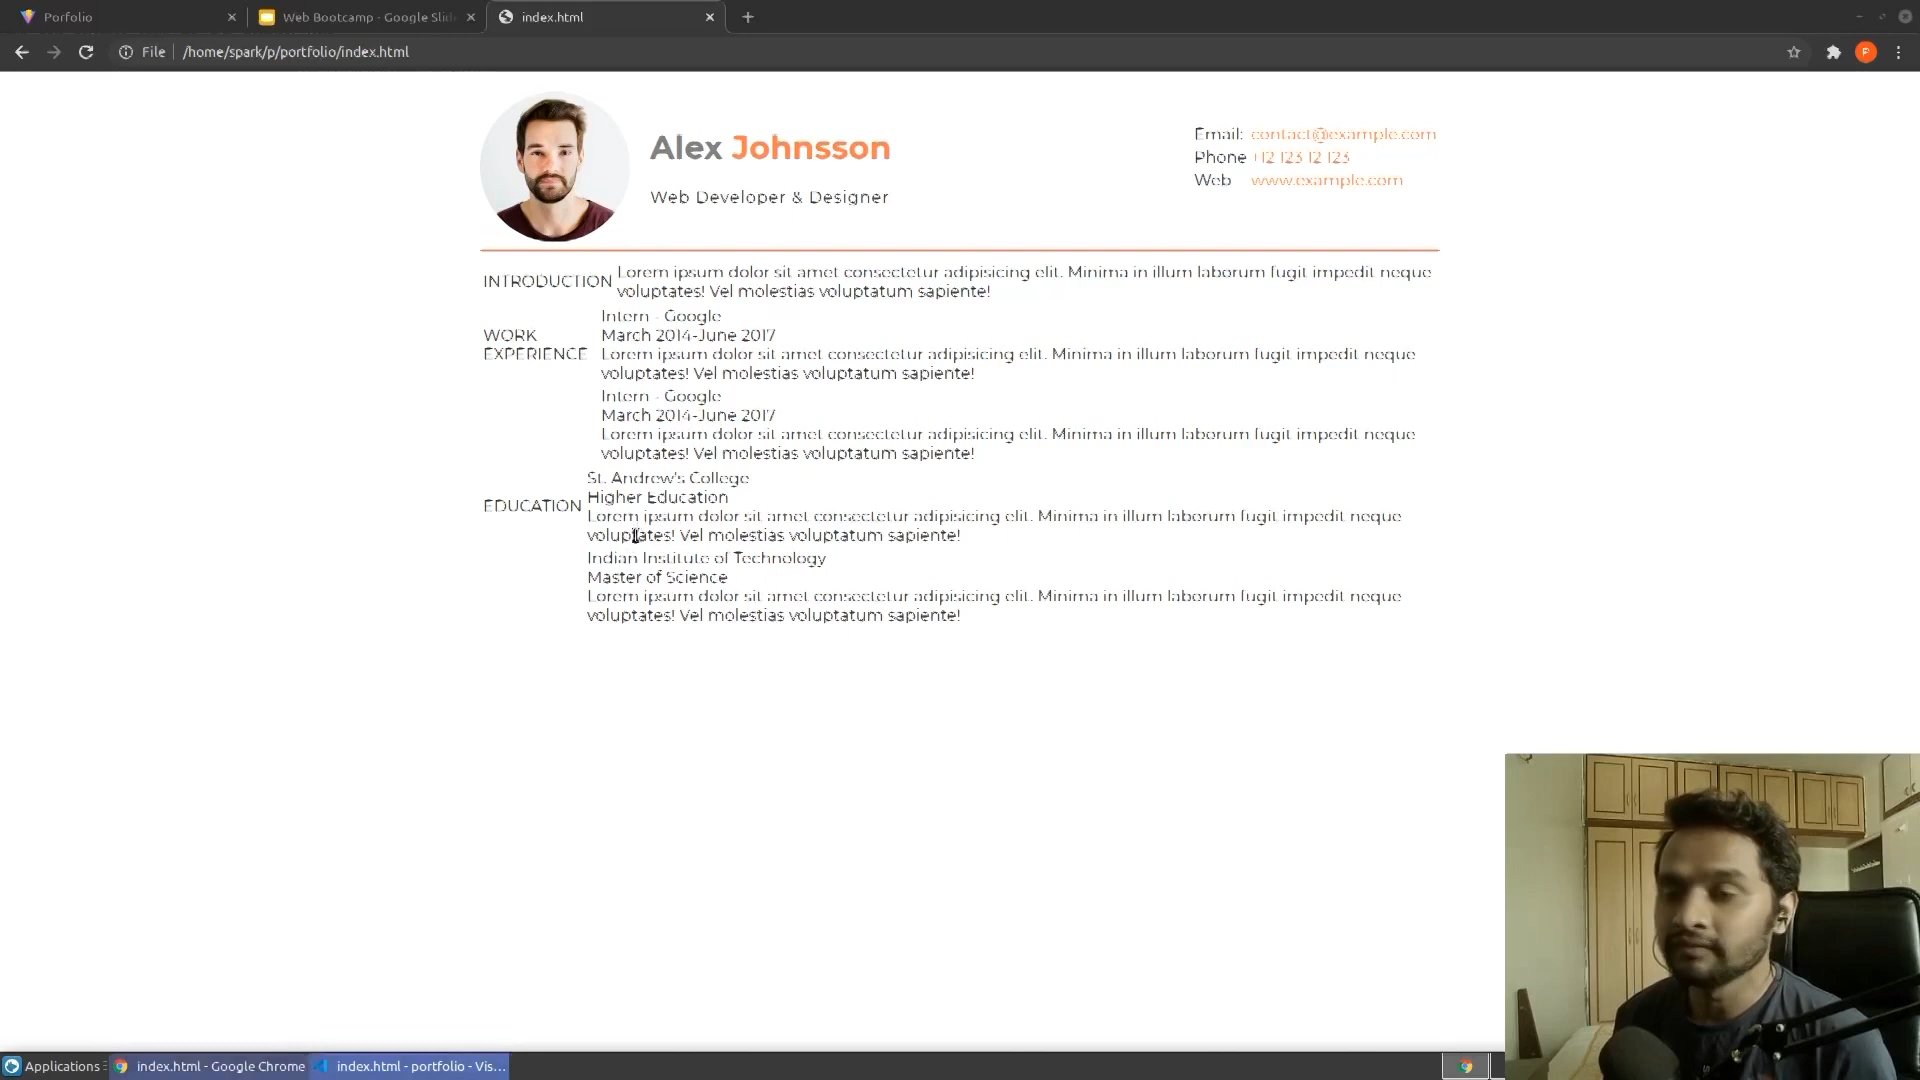 Porfolio
Web Bootcamp - Google Slid
index.html
File
/home/spark/p/portfolio/index.html
P
Alex Johnsson
Web Developer & Designer
Email: contact@example.com
Phone +12 123 12 123
Web www.example.com
INTRODUCTION
Lorem ipsum dolor sit amet consectetur adipisicing elit. Minima in illum laborum fugit impedit neque
voluptates! Vel molestias voluptatum sapiente!
WORK
EXPERIENCE
Intern - Google
March 2014-June 2017
Lorem ipsum dolor sit amet consectetur adipisicing elit. Minima in illum laborum fugit impedit neque
voluptates! Vel molestias voluptatum sapiente!
Intern - Google
March 2014-June 2017
Lorem ipsum dolor sit amet consectetur adipisicing elit. Minima in illum laborum fugit impedit neque
voluptates! Vel molestias voluptatum sapiente!
EDUCATION
St. Andrew's College
Higher Education
Lorem ipsum dolor sit amet consectetur adipisicing elit. Minima in illum laborum fugit impedit neque
voluptates! Vel molestias voluptatum sapiente!
Indian Institute of Technology
Master of Science
Lorem ipsum dolor sit amet consectetur adipisicing elit. Minima in illum laborum fugit impedit neque
voluptates! Vel molestias voluptatum sapiente!
Applications
index.html - Google Chrome
index.html - portfolio - Vis...